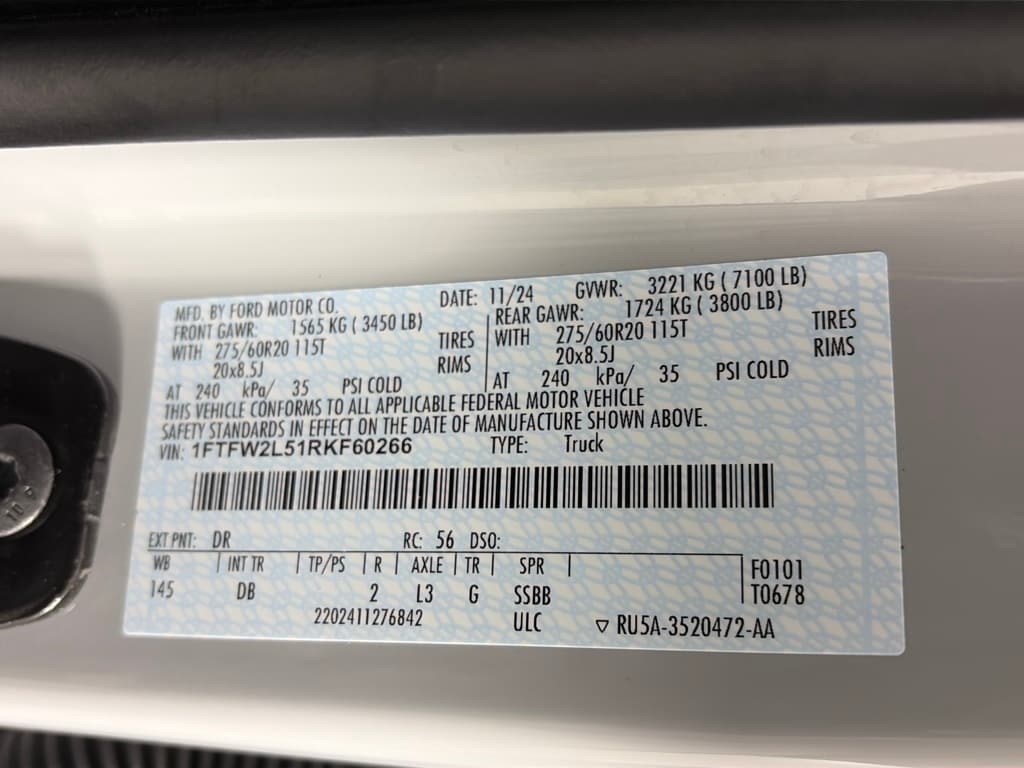 MFD. BY FORD MOTOR CO. DATE: 11/24 GVWR: 3221 KG ( 7100 LB)
FRONT GAWR: 1565 KG ( 3450 LB) REAR GAWR: 1724 KG ( 3800 LB)
WITH 275/60R20 115T TIRES WITH 275/60R20 115T TIRES
20x8.5J RIMS 20x8.5J RIMS
AT 240 kPa/ 35 PSI COLD AT 240 kPa/ 35 PSI COLD
THIS VEHICLE CONFORMS TO ALL APPLICABLE FEDERAL MOTOR VEHICLE
SAFETY STANDARDS IN EFFECT ON THE DATE OF MANUFACTURE SHOWN ABOVE.
VIN: 1FTFW2L51RKF60266 TYPE: Truck
EXT PNT: DR RC: 56 DSO:
WB INT TR TP/PS R AXLE TR SPR F0101
145 DB 2 L3 G SSBB T0678
2202411276842 ULC ▽ RU5A-3520472-AA
10